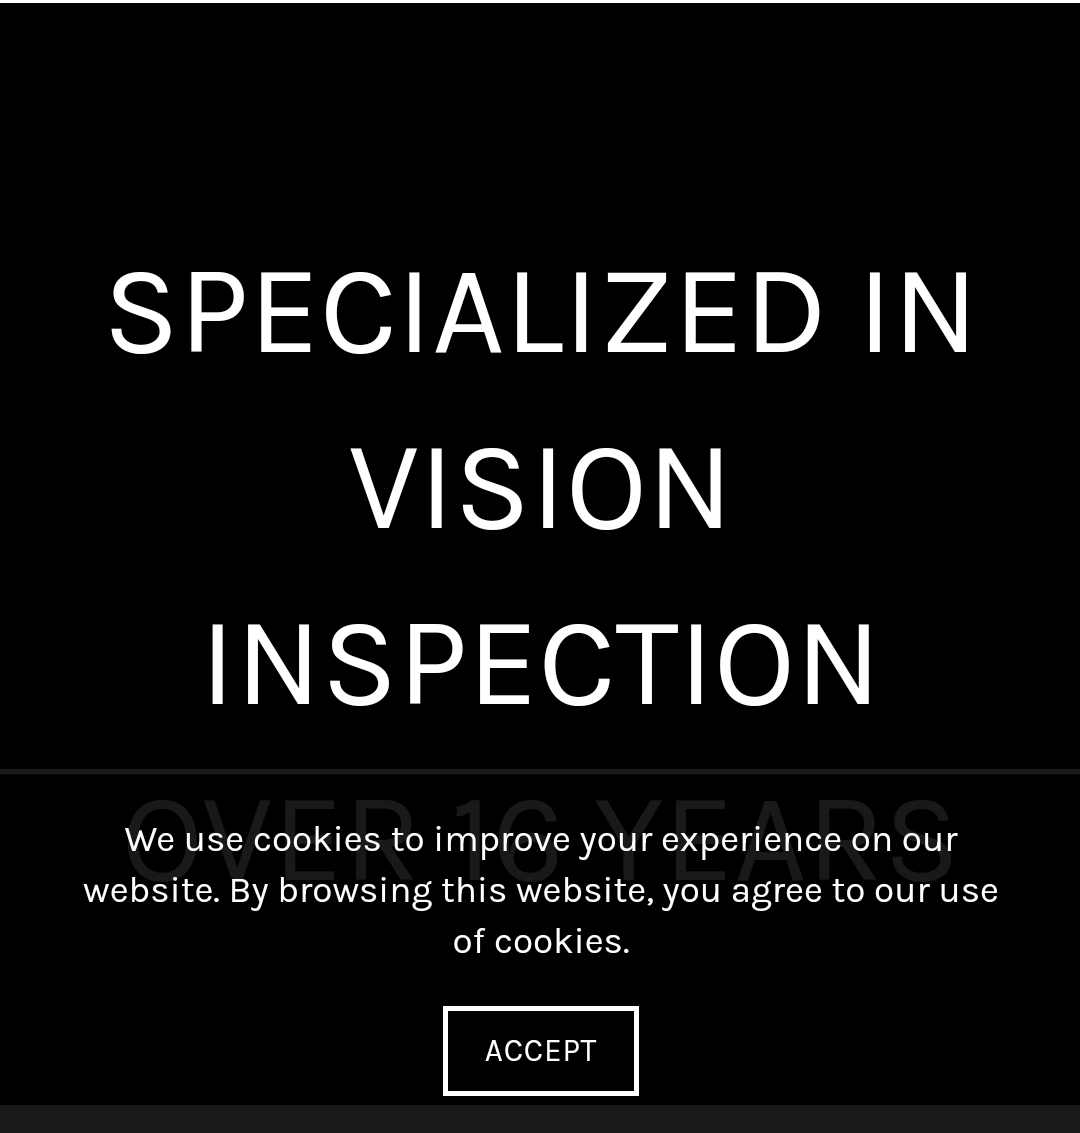 SPECIALIZED IN
VISION
INSPECTION
OVER 16 YEARS
We use cookies to improve your experience on our
website. By browsing this website, you agree to our use
of cookies.
ACCEPT